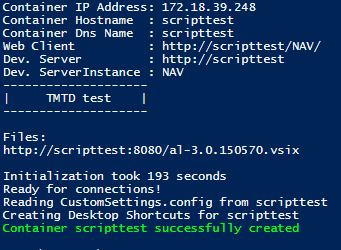 Container IP Address: 172.18.39.248
Container Hostname  : scripttest
Container Dns Name  : scripttest
Web Client          : http://scripttest/NAV/
Dev. Server         : http://scripttest
Dev. ServerInstance : NAV
--------------------
|     TMTD test    |
--------------------
Files:
http://scripttest:8080/al-3.0.150570.vsix
Initialization took 193 seconds
Ready for connections!
Reading CustomSettings.config from scripttest
Creating Desktop Shortcuts for scripttest
Container scripttest successfully created